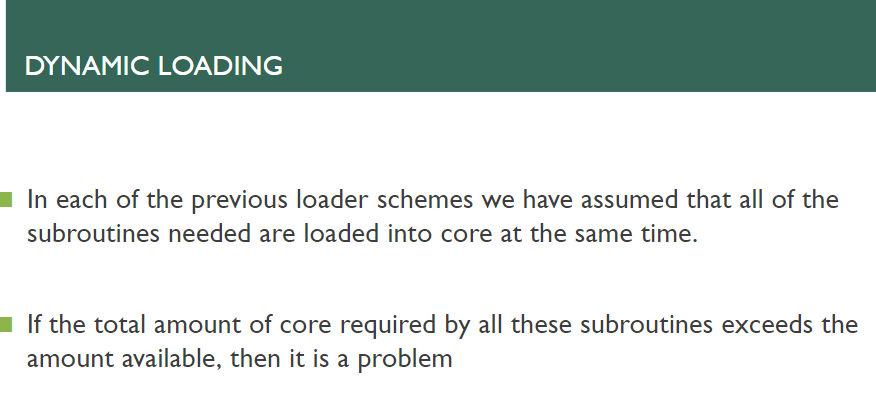 DYNAMIC LOADING
In each of the previous loader schemes we have assumed that all of the
subroutines needed are loaded into core at the same time.
If the total amount of core required by all these subroutines exceeds the
amount available, then it is a problem